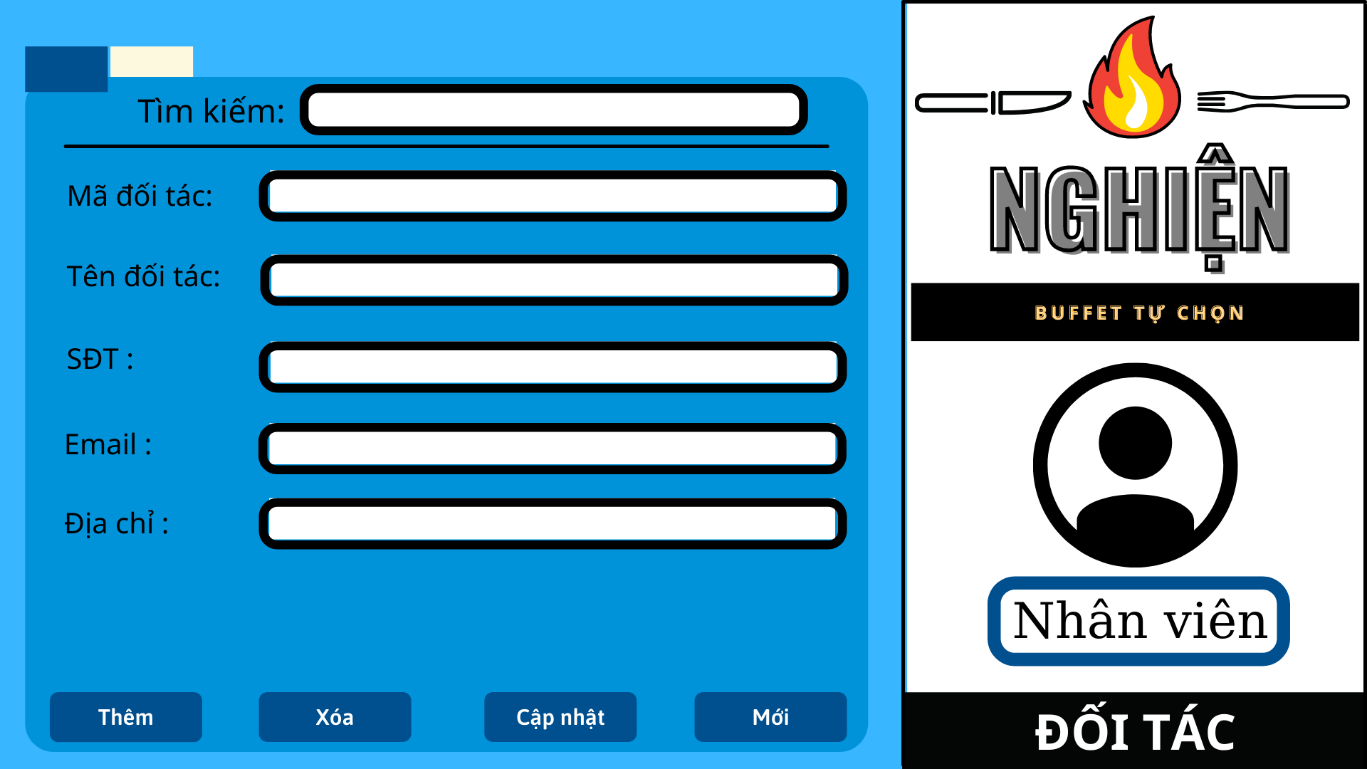 Tìm kiếm:
Mã đối tác:
Tên đối tác:
SĐT :
Email :
Địa chỉ :
Thêm
Xóa
Cập nhật
Mới
NGHIỆN
BUFFET TỰ CHỌN
Nhân viên
ĐỐI TÁC